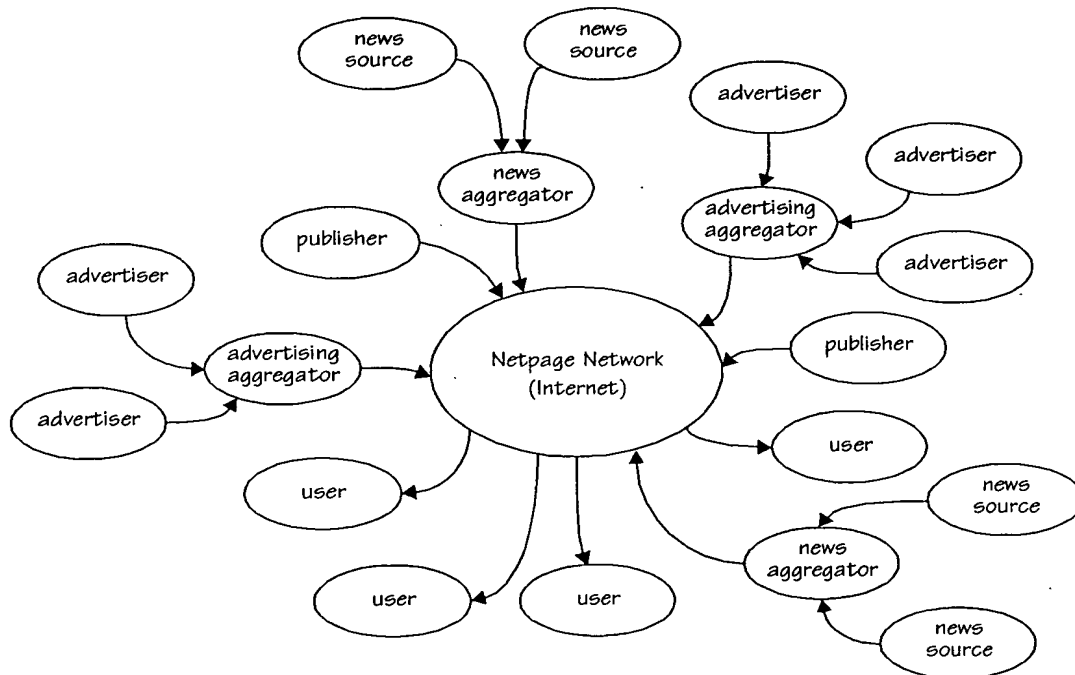 news
source
news
source
advertiser
advertiser
news
aggregator
advertising
aggregator
publisher
advertiser
advertiser
publisher
Netpage Network
(Internet)
advertising
aggregator
advertiser
user
user
news
source
news
aggregator
user
user
news
source